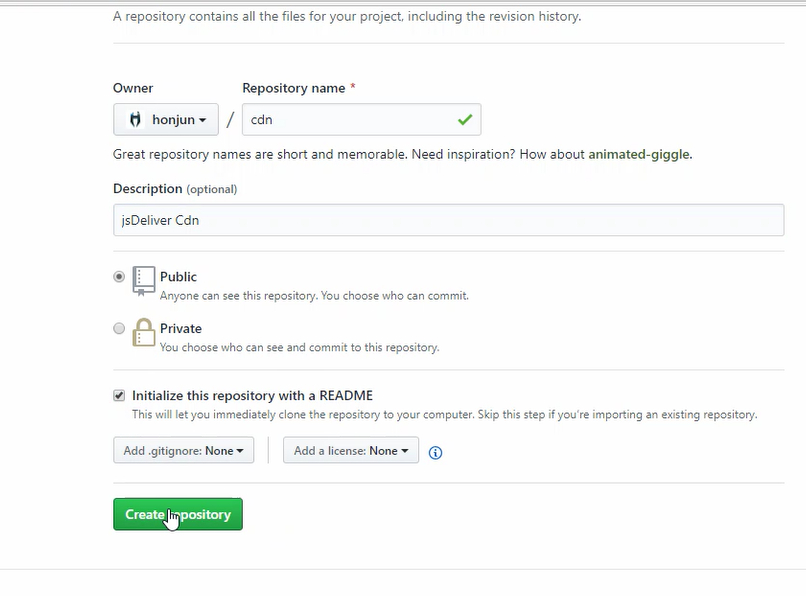 A repository contains all the files for your project, including the revision history.
Owner Repository name *
honjun / cdn
Great repository names are short and memorable. Need inspiration? How about animated-giggle.
Description (optional)
jsDeliver Cdn
Public
Anyone can see this repository. You choose who can commit.
Private
You choose who can see and commit to this repository.
Initialize this repository with a README
This will let you immediately clone the repository to your computer. Skip this step if you're importing an existing repository.
Add .gitignore: None Add a license: None
Create repository